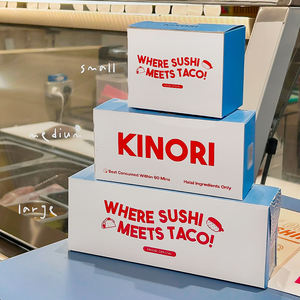 small
WHERE SUSHI
MEETS TACO!
medium
KINORI
Best Consumed Within 90 Mins
Halal Ingredients Only
large
WHERE SUSHI
MEETS TACO!